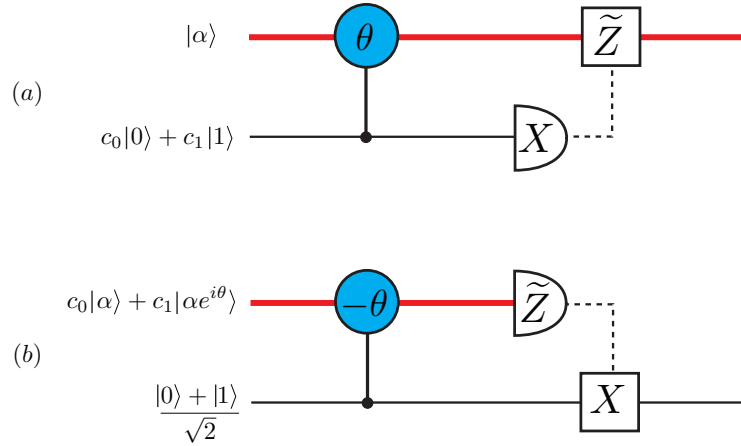 |α⟩ θ Z̃
(a)
c₀|0⟩ + c₁|1⟩ X
c₀|α⟩ + c₁|αe^{iθ}⟩ −θ Z̃
(b)
|0⟩ + |1⟩ X
√2